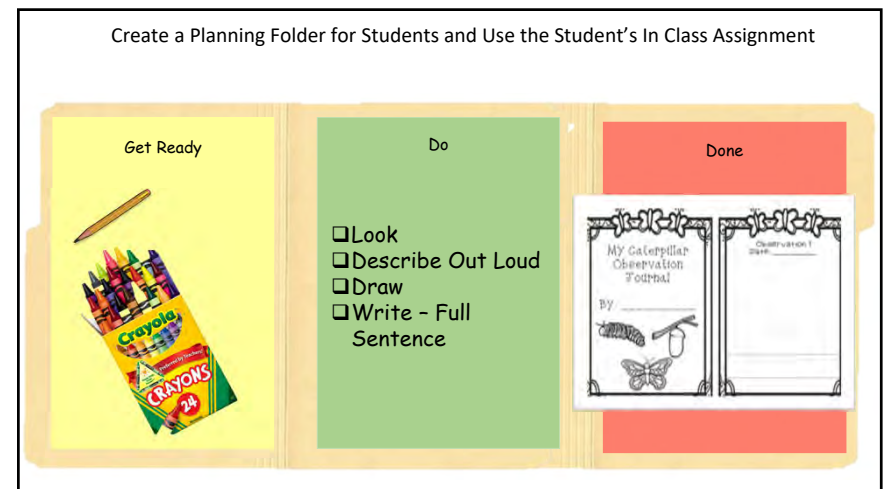 Create a Planning Folder for Students and Use the Student's In Class Assignment
Get Ready
Do
Done
❑Look
❑Describe Out Loud
❑Draw
❑Write – Full
Sentence
Crayola
CRAYONS
24
My Caterpillar
Observation
Journal
By
Observation 1
Date: